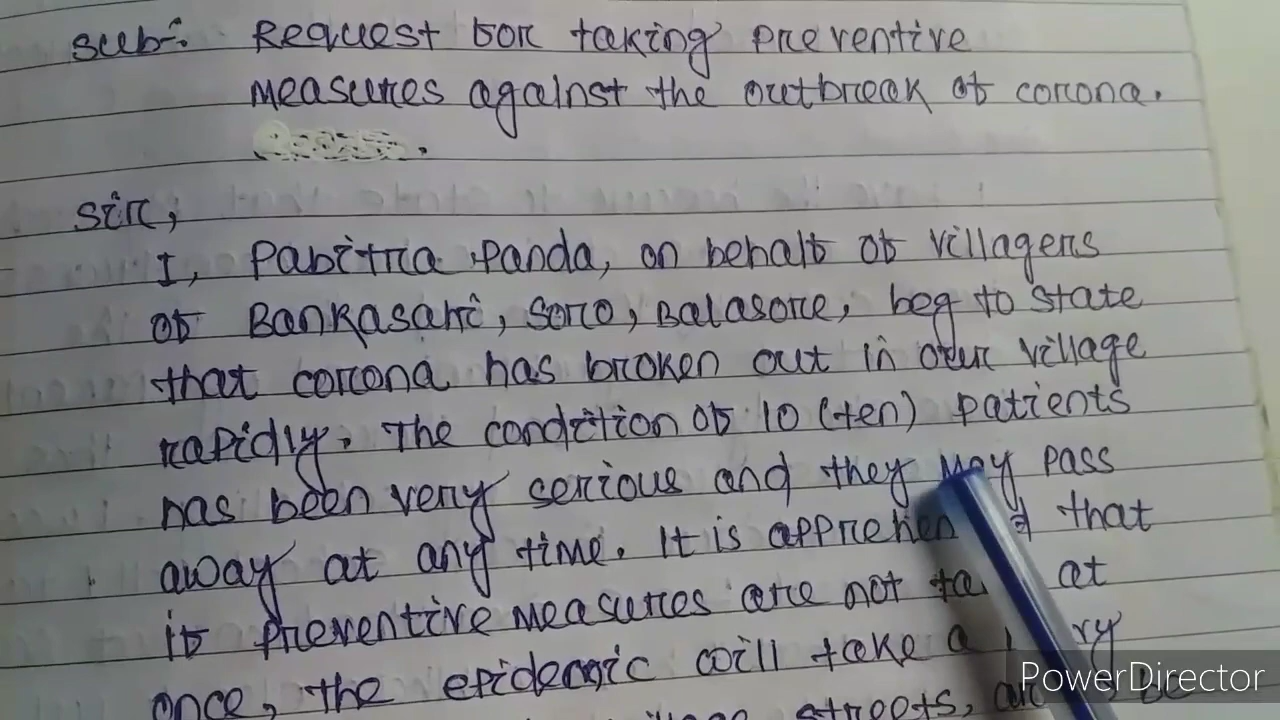 Sub:- Request for taking preventive
measures against the outbreak of corona.
Sir,
I, Pabitra Panda, on behalf of villagers
of Bankasahi, Soro, Balasore, beg to state
that corona has broken out in our village
rapidly. The condition of 10 (ten) patients
has been very serious and they may pass
away at any time. It is that
if preventive measures are not at
once, the epidemic will take a
streets, be
PowerDirector